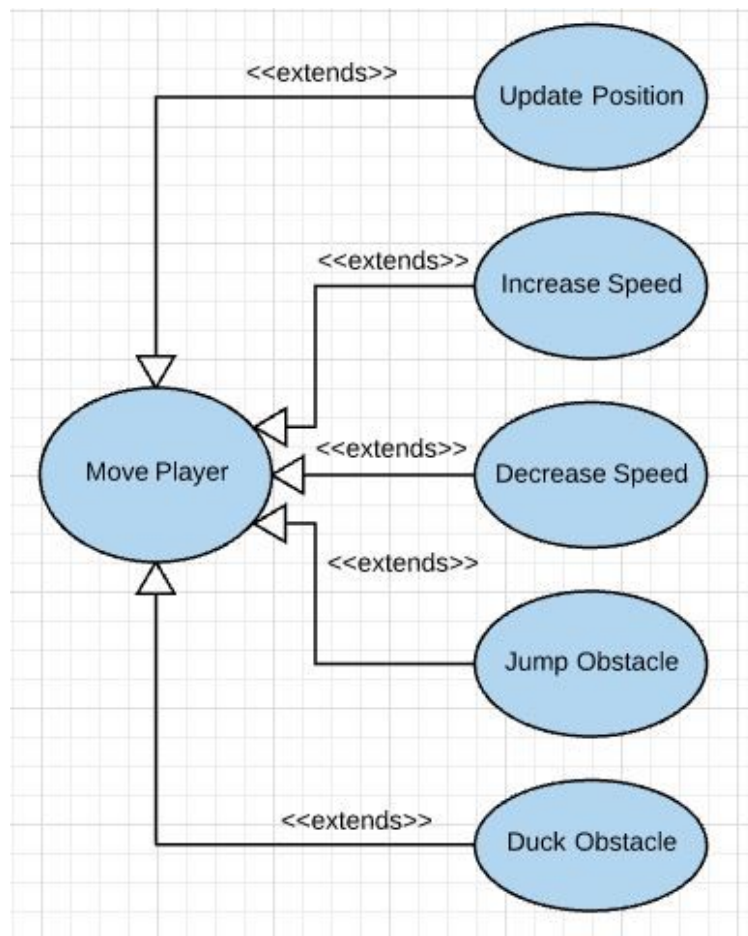 <<extends>>
Update Position
<<extends>>
Increase Speed
<<extends>>
Move Player
Decrease Speed
<<extends>>
Jump Obstacle
<<extends>>
Duck Obstacle